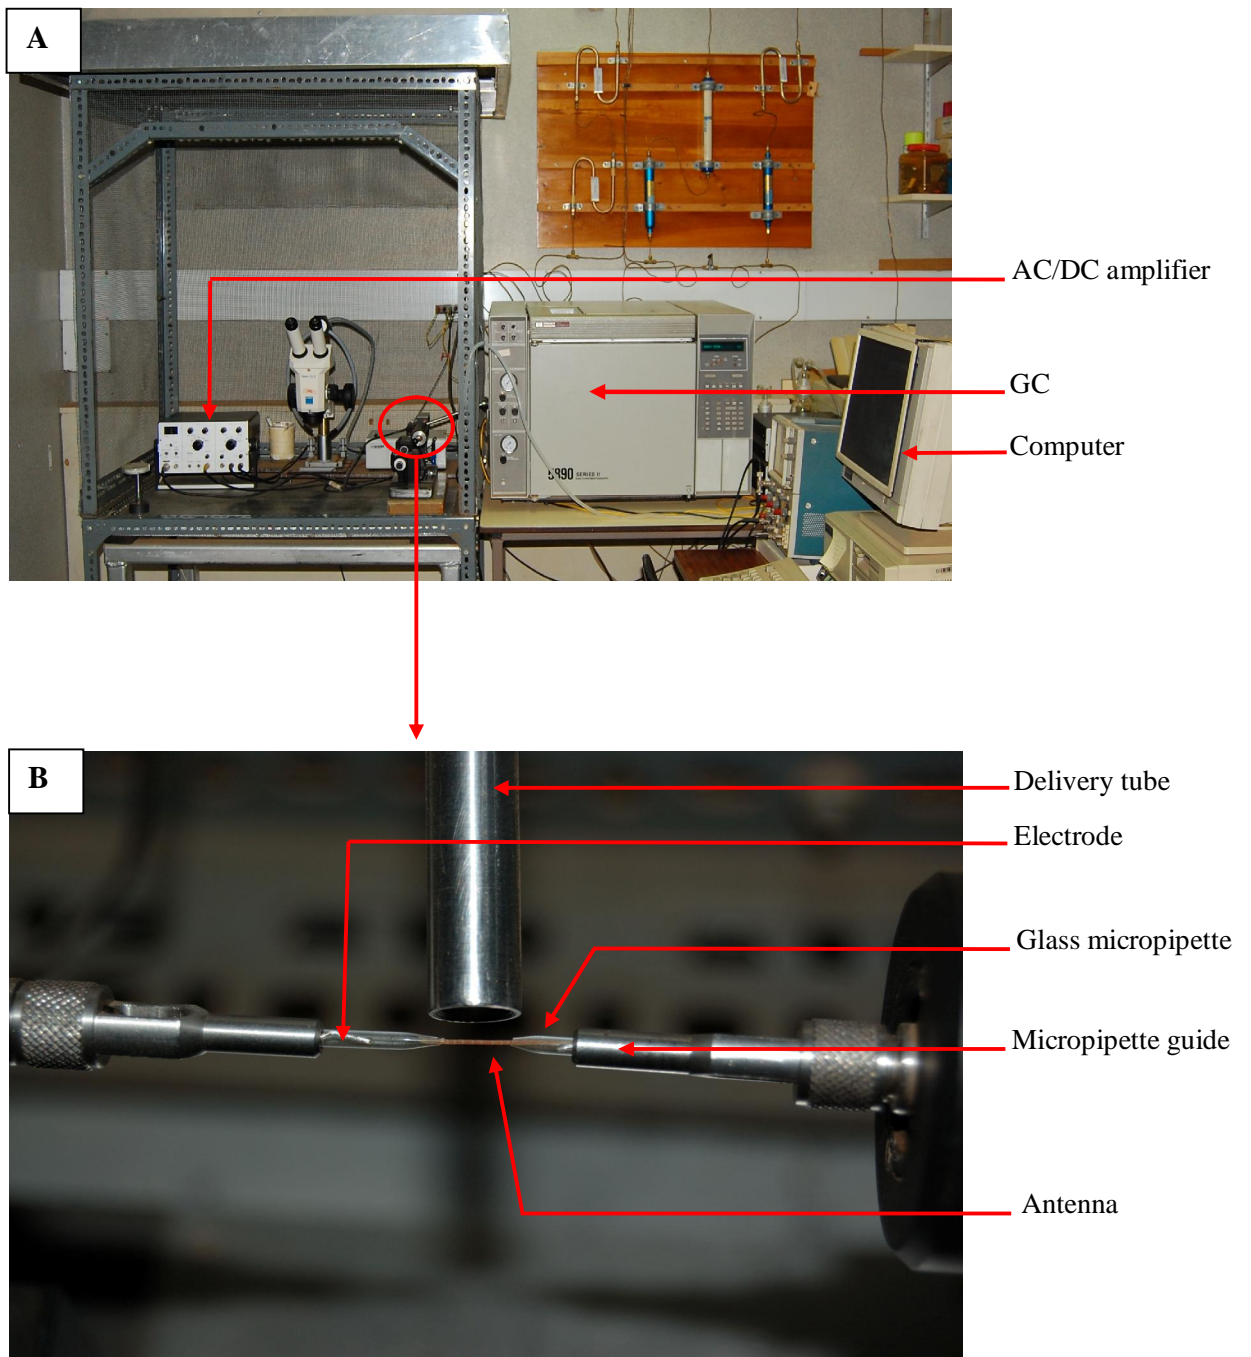 A
AC/DC amplifier
GC
Computer
5890 SERIES II
B
Delivery tube
Electrode
Glass micropipette
Micropipette guide
Antenna